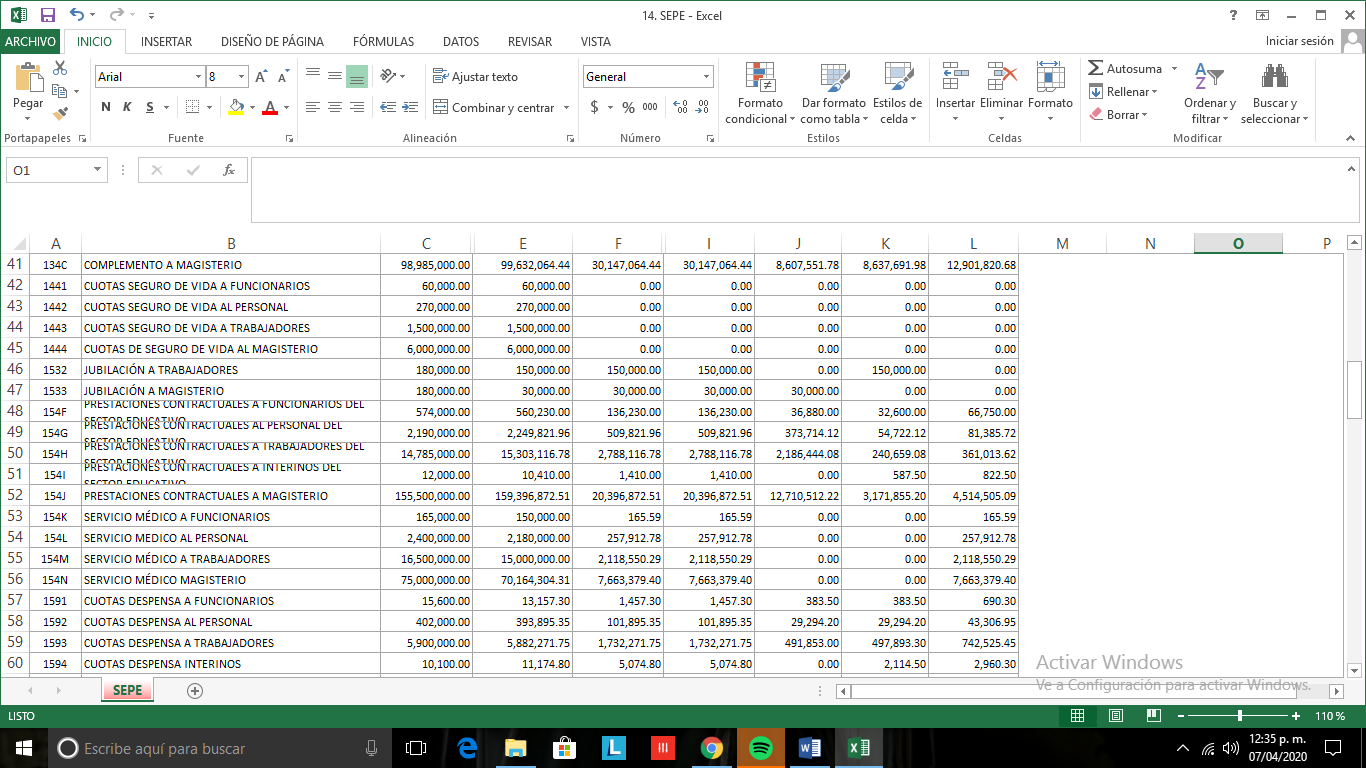 14. SEPE - Excel
ARCHIVO INICIO INSERTAR DISEÑO DE PÁGINA FÓRMULAS DATOS REVISAR VISTA Iniciar sesión
Pegar
Arial 8
N K S
Ajustar texto
Combinar y centrar
General
$ % 000
Formato condicional
Dar formato como tabla
Estilos de celda
Insertar Eliminar Formato
Autosuma
Rellenar
Borrar
Ordenar y filtrar
Buscar y seleccionar
Portapapeles Fuente Alineación Número Estilos Celdas Modificar
O1 fx
A B C E F I J K L M N O P
41 134C COMPLEMENTO A MAGISTERIO 98,985,000.00 99,632,064.44 30,147,064.44 30,147,064.44 8,607,551.78 8,637,691.98 12,901,820.68
42 1441 CUOTAS SEGURO DE VIDA A FUNCIONARIOS 60,000.00 60,000.00 0.00 0.00 0.00 0.00 0.00
43 1442 CUOTAS SEGURO DE VIDA AL PERSONAL 270,000.00 270,000.00 0.00 0.00 0.00 0.00 0.00
44 1443 CUOTAS SEGURO DE VIDA A TRABAJADORES 1,500,000.00 1,500,000.00 0.00 0.00 0.00 0.00 0.00
45 1444 CUOTAS DE SEGURO DE VIDA AL MAGISTERIO 6,000,000.00 6,000,000.00 0.00 0.00 0.00 0.00 0.00
46 1532 JUBILACIÓN A TRABAJADORES 180,000.00 150,000.00 150,000.00 150,000.00 0.00 150,000.00 0.00
47 1533 JUBILACIÓN A MAGISTERIO 180,000.00 30,000.00 30,000.00 30,000.00 30,000.00 0.00 0.00
48 154F PRESTACIONES CONTRACTUALES A FUNCIONARIOS DEL SECTOR EDUCATIVO 574,000.00 560,230.00 136,230.00 136,230.00 36,880.00 32,600.00 66,750.00
49 154G PRESTACIONES CONTRACTUALES AL PERSONAL DEL SECTOR EDUCATIVO 2,190,000.00 2,249,821.96 509,821.96 509,821.96 373,714.12 54,722.12 81,385.72
50 154H PRESTACIONES CONTRACTUALES A TRABAJADORES DEL SECTOR EDUCATIVO 14,785,000.00 15,303,116.78 2,788,116.78 2,788,116.78 2,186,444.08 240,659.08 361,013.62
51 154I PRESTACIONES CONTRACTUALES A INTERINOS DEL SECTOR EDUCATIVO 12,000.00 10,410.00 1,410.00 1,410.00 0.00 587.50 822.50
52 154J PRESTACIONES CONTRACTUALES A MAGISTERIO 155,500,000.00 159,396,872.51 20,396,872.51 20,396,872.51 12,710,512.22 3,171,855.20 4,514,505.09
53 154K SERVICIO MÉDICO A FUNCIONARIOS 165,000.00 150,000.00 165.59 165.59 0.00 0.00 165.59
54 154L SERVICIO MEDICO AL PERSONAL 2,400,000.00 2,180,000.00 257,912.78 257,912.78 0.00 0.00 257,912.78
55 154M SERVICIO MÉDICO A TRABAJADORES 16,500,000.00 15,000,000.00 2,118,550.29 2,118,550.29 0.00 0.00 2,118,550.29
56 154N SERVICIO MÉDICO MAGISTERIO 75,000,000.00 70,164,304.31 7,663,379.40 7,663,379.40 0.00 0.00 7,663,379.40
57 1591 CUOTAS DESPENSA A FUNCIONARIOS 15,600.00 13,157.30 1,457.30 1,457.30 383.50 383.50 690.30
58 1592 CUOTAS DESPENSA AL PERSONAL 402,000.00 393,895.35 101,895.35 101,895.35 29,294.20 29,294.20 43,306.95
59 1593 CUOTAS DESPENSA A TRABAJADORES 5,900,000.00 5,882,271.75 1,732,271.75 1,732,271.75 491,853.00 497,893.30 742,525.45
60 1594 CUOTAS DESPENSA INTERINOS 10,100.00 11,174.80 5,074.80 5,074.80 0.00 2,114.50 2,960.30
Activar Windows
Ve a Configuración para activar Windows.
SEPE
LISTO 110 %
Escribe aquí para buscar
12:35 p. m.
07/04/2020